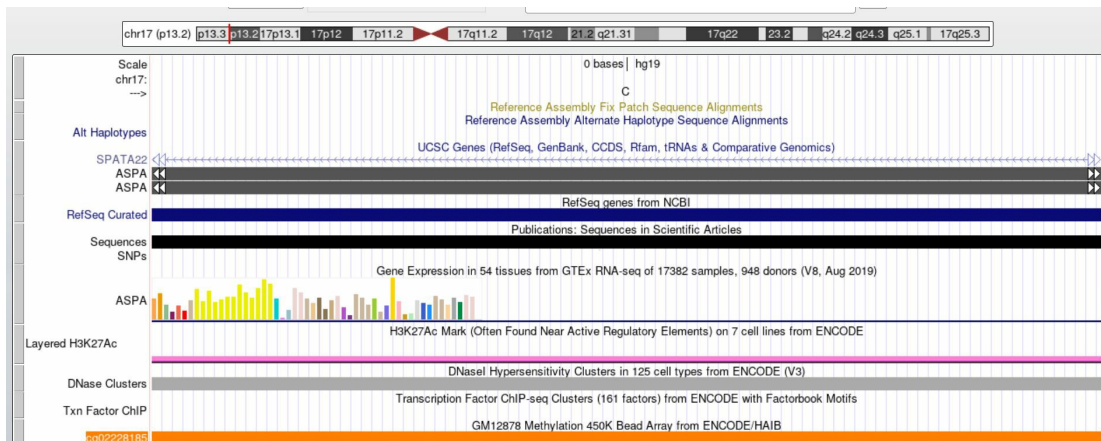 chr17 (p13.2) p13.3 p13.2 17p13.1 17p12 17p11.2 17q11.2 17q12 21.2 q21.31 17q22 23.2 q24.2 q24.3 q25.1 17q25.3
Scale 0 bases hg19
chr17:
---> C
Reference Assembly Fix Patch Sequence Alignments
Reference Assembly Alternate Haplotype Sequence Alignments
Alt Haplotypes
UCSC Genes (RefSeq, GenBank, CCDS, Rfam, tRNAs & Comparative Genomics)
SPATA22
ASPA
ASPA
RefSeq genes from NCBI
RefSeq Curated
Publications: Sequences in Scientific Articles
Sequences
SNPs
Gene Expression in 54 tissues from GTEx RNA-seq of 17382 samples, 948 donors (V8, Aug 2019)
ASPA
H3K27Ac Mark (Often Found Near Active Regulatory Elements) on 7 cell lines from ENCODE
Layered H3K27Ac
DNaseI Hypersensitivity Clusters in 125 cell types from ENCODE (V3)
DNase Clusters
Transcription Factor ChIP-seq Clusters (161 factors) from ENCODE with Factorbook Motifs
Txn Factor ChIP
GM12878 Methylation 450K Bead Array from ENCODE/HAIB
cg02228185